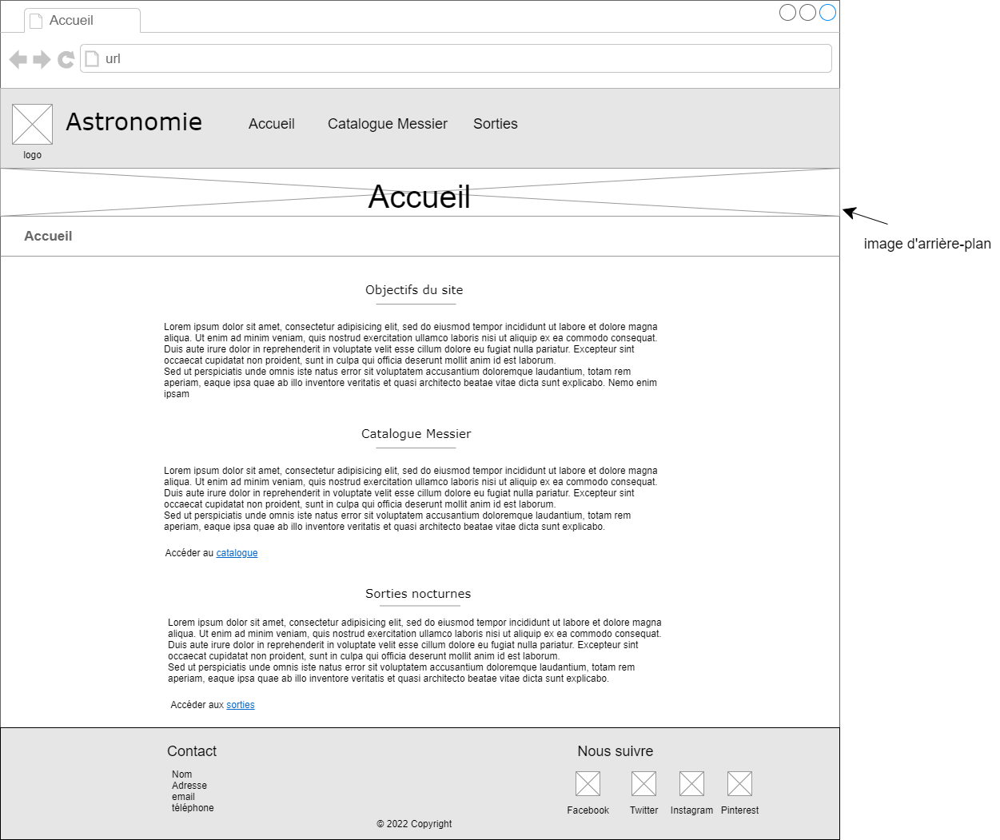 Accueil
url
Astronomie
Accueil
Catalogue Messier
Sorties
logo
Accueil
image d'arrière-plan
Accueil
Objectifs du site
Lorem ipsum dolor sit amet, consectetur adipisicing elit, sed do eiusmod tempor incididunt ut labore et dolore magna
aliqua. Ut enim ad minim veniam, quis nostrud exercitation ullamco laboris nisi ut aliquip ex ea commodo consequat.
Duis aute irure dolor in reprehenderit in voluptate velit esse cillum dolore eu fugiat nulla pariatur. Excepteur sint
occaecat cupidatat non proident, sunt in culpa qui officia deserunt mollit anim id est laborum.
Sed ut perspiciatis unde omnis iste natus error sit voluptatem accusantium doloremque laudantium, totam rem
aperiam, eaque ipsa quae ab illo inventore veritatis et quasi architecto beatae vitae dicta sunt explicabo. Nemo enim
ipsam
Catalogue Messier
Lorem ipsum dolor sit amet, consectetur adipisicing elit, sed do eiusmod tempor incididunt ut labore et dolore magna
aliqua. Ut enim ad minim veniam, quis nostrud exercitation ullamco laboris nisi ut aliquip ex ea commodo consequat.
Duis aute irure dolor in reprehenderit in voluptate velit esse cillum dolore eu fugiat nulla pariatur. Excepteur sint
occaecat cupidatat non proident, sunt in culpa qui officia deserunt mollit anim id est laborum.
Sed ut perspiciatis unde omnis iste natus error sit voluptatem accusantium doloremque laudantium, totam rem
aperiam, eaque ipsa quae ab illo inventore veritatis et quasi architecto beatae vitae dicta sunt explicabo.
Accéder au catalogue
Sorties nocturnes
Lorem ipsum dolor sit amet, consectetur adipisicing elit, sed do eiusmod tempor incididunt ut labore et dolore magna
aliqua. Ut enim ad minim veniam, quis nostrud exercitation ullamco laboris nisi ut aliquip ex ea commodo consequat.
Duis aute irure dolor in reprehenderit in voluptate velit esse cillum dolore eu fugiat nulla pariatur. Excepteur sint
occaecat cupidatat non proident, sunt in culpa qui officia deserunt mollit anim id est laborum.
Sed ut perspiciatis unde omnis iste natus error sit voluptatem accusantium doloremque laudantium, totam rem
aperiam, eaque ipsa quae ab illo inventore veritatis et quasi architecto beatae vitae dicta sunt explicabo.
Accéder aux sorties
Contact
Nom
Adresse
email
téléphone
Nous suivre
Facebook
Twitter
Instagram
Pinterest
© 2022 Copyright